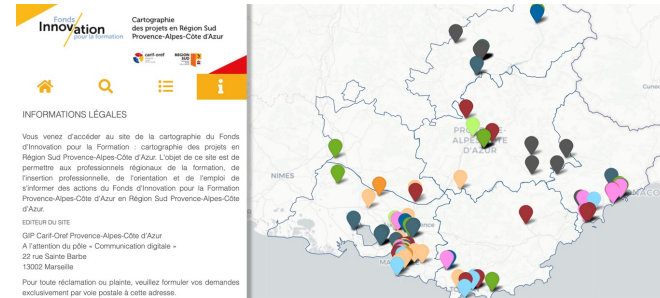 Fonds
Innovation
pour la formation
Cartographie
des projets en Région Sud
Provence-Alpes-Côte d'Azur
carif-oref
RÉGION
SUD
i
INFORMATIONS LÉGALES
Vous venez d'accéder au site de la cartographie du Fonds
d'Innovation pour la Formation : cartographie des projets en
Région Sud Provence-Alpes-Côte d'Azur. L'objet de ce site est de
permettre aux professionnels régionaux de la formation, de
l'insertion professionnelle, de l'orientation et de l'emploi de
s'informer des actions du Fonds d'Innovation pour la Formation
Provence-Alpes-Côte d'Azur en Région Sud Provence-Alpes-Côte
d'Azur.
EDITEUR DU SITE
GIP Carif-Oref Provence-Alpes-Côte d'Azur
A l'attention du pôle « Communication digitale »
22 rue Sainte Barbe
13002 Marseille
Pour toute réclamation ou plainte, veuillez formuler vos demandes
exclusivement par voie postale à cette adresse.
Cuneo
ALPES-CÔTE
D'AZUR
NIMES
MONACO